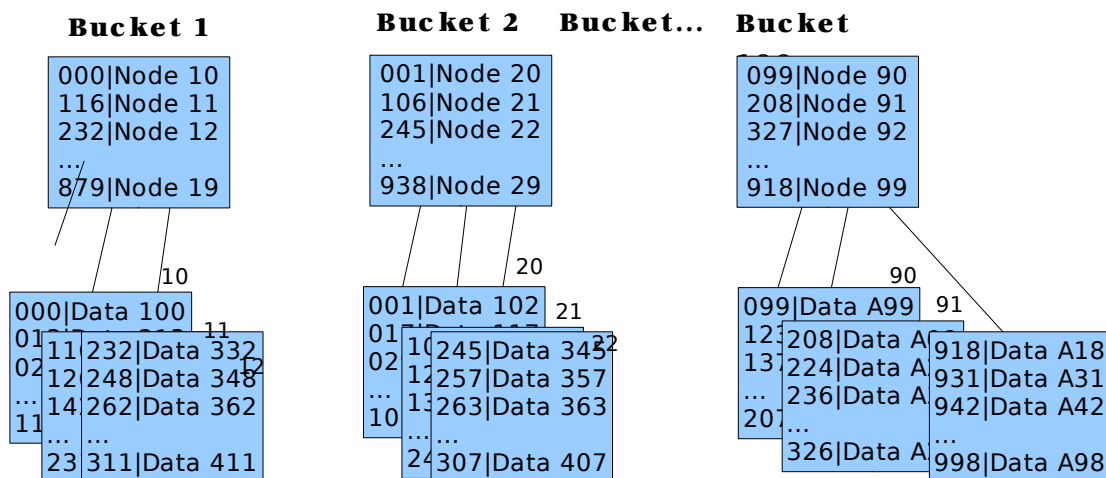 Bucket 1
Bucket 2
Bucket...
Bucket
000|Node 10
116|Node 11
232|Node 12
...
879|Node 19
001|Node 20
106|Node 21
245|Node 22
...
938|Node 29
099|Node 90
208|Node 91
327|Node 92
...
918|Node 99
10
000|Data 100
...
11
232|Data 332
248|Data 348
262|Data 362
...
311|Data 411
12
...
20
001|Data 102
...
21
...
22
245|Data 345
257|Data 357
263|Data 363
...
307|Data 407
90
099|Data A99
123
137
...
207
91
208|Data
224|Data
236|Data
...
326|Data
918|Data A18
931|Data A31
942|Data A42
...
998|Data A98